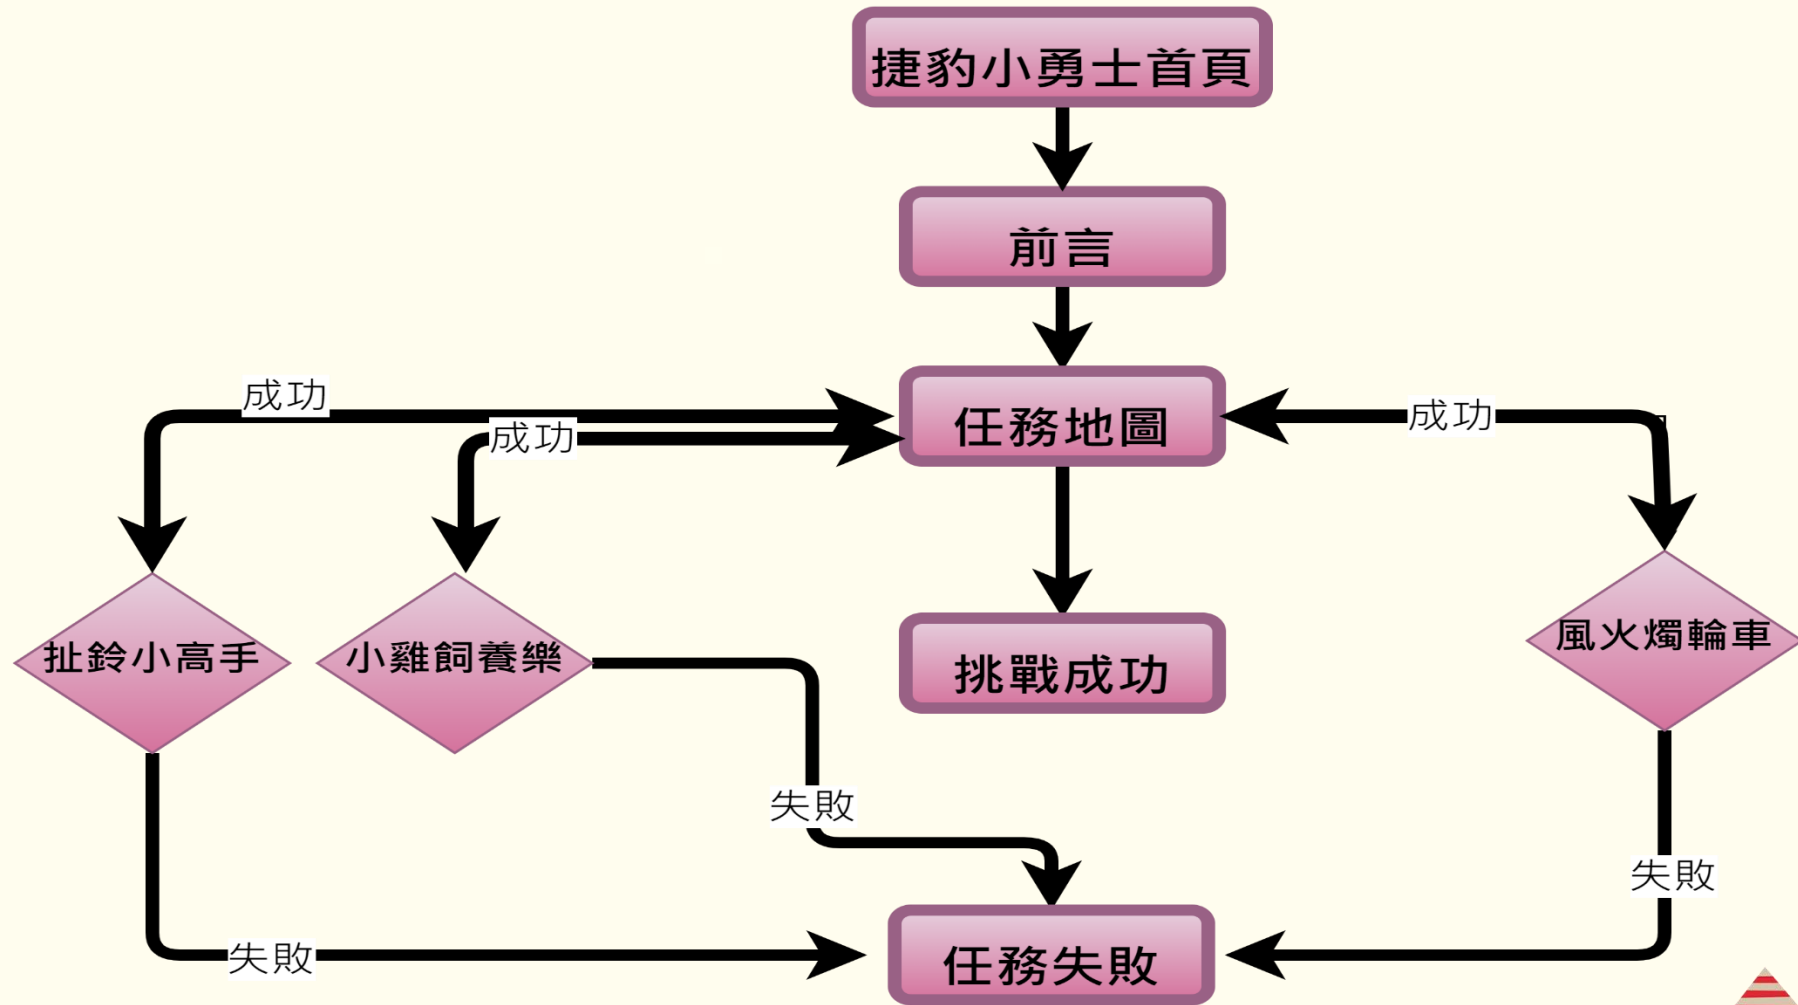 捷豹小勇士首頁
前言
成功
成功
任務地圖
成功
扯鈴小高手
小雞飼養樂
挑戰成功
風火燭輪車
失敗
失敗
失敗
任務失敗